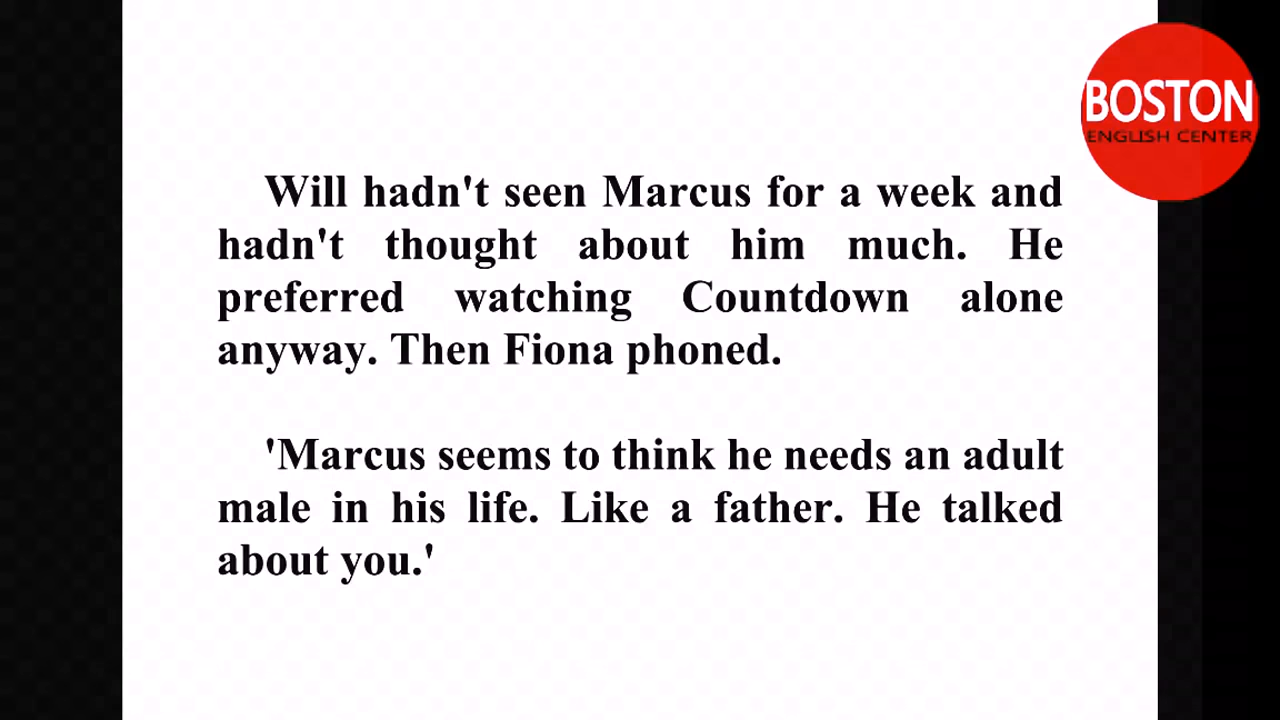 BOSTON
ENGLISH CENTER
Will hadn't seen Marcus for a week and
hadn't thought about him much. He
preferred watching Countdown alone
anyway. Then Fiona phoned.
'Marcus seems to think he needs an adult
male in his life. Like a father. He talked
about you.'